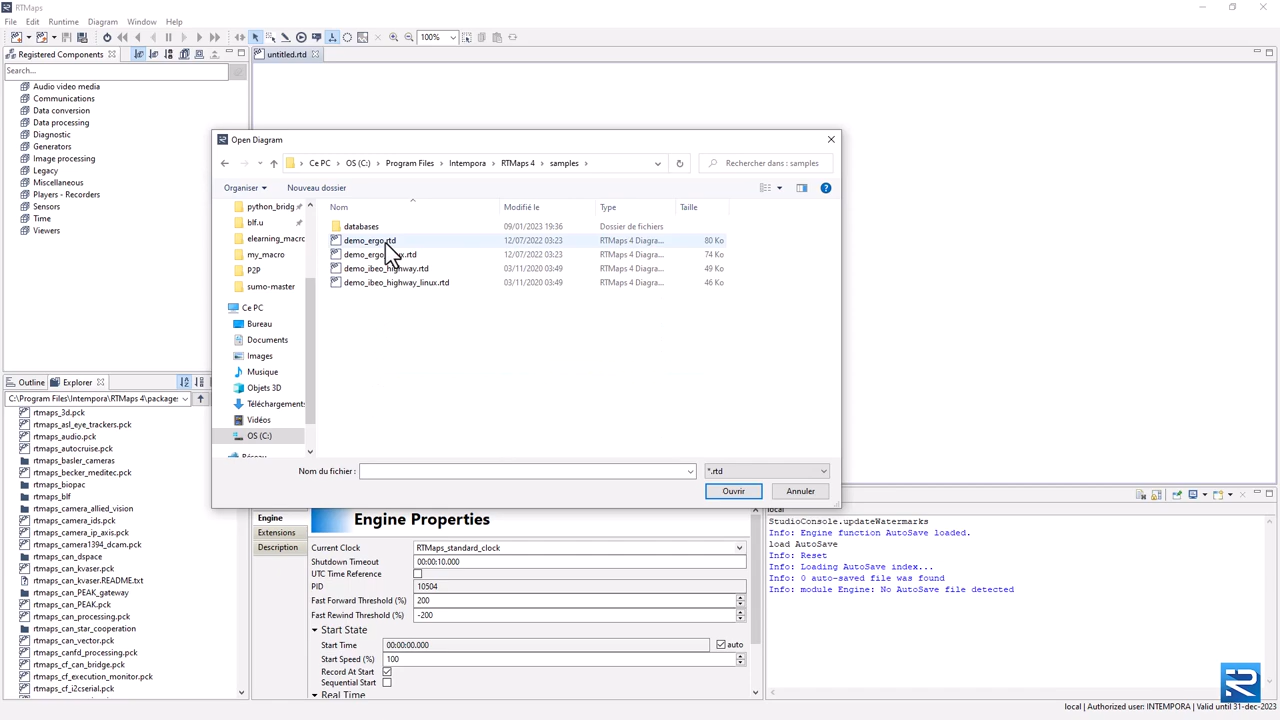 RTMaps
File Edit Runtime Diagram Window Help
100%
Registered Components
untitled.rtd
Search...
Audio video media
Communications
Data conversion
Data processing
Diagnostic
Generators
Image processing
Legacy
Miscellaneous
Players - Recorders
Sensors
Time
Viewers
Open Diagram
Ce PC > OS (C:) > Program Files > Intempora > RTMaps 4 > samples >
Rechercher dans : samples
Organiser
Nouveau dossier
python_bridg
blf.u
elearning_macro
my_macro
P2P
sumo-master
Ce PC
Bureau
Documents
Images
Musique
Objets 3D
Téléchargements
Vidéos
OS (C:)
Réseau
Nom Modifié le Type Taille
databases 09/01/2023 19:36 Dossier de fichiers
demo_ergo.rtd 12/07/2022 03:23 RTMaps 4 Diagra... 80 Ko
demo_ergo x.rtd 12/07/2022 03:23 RTMaps 4 Diagra... 74 Ko
demo_ibeo_highway.rtd 03/11/2020 03:49 RTMaps 4 Diagra... 49 Ko
demo_ibeo_highway_linux.rtd 03/11/2020 03:49 RTMaps 4 Diagra... 46 Ko
Nom du fichier :
*.rtd
Ouvrir
Annuler
Outline
Explorer
C:\Program Files\Intempora\RTMaps 4\package
rtmaps_3d.pck
rtmaps_asl_eye_trackers.pck
rtmaps_audio.pck
rtmaps_autocruise.pck
rtmaps_basler_cameras
rtmaps_becker_meditec.pck
rtmaps_biopac
rtmaps_blf
rtmaps_camera_allied_vision
rtmaps_camera_ids.pck
rtmaps_camera_ip_axis.pck
rtmaps_camera1394_dcam.pck
rtmaps_can_dspace
rtmaps_can_kvaser.pck
rtmaps_can_kvaser.README.txt
rtmaps_can_PEAK_gateway
rtmaps_can_PEAK.pck
rtmaps_can_processing.pck
rtmaps_can_star_cooperation
rtmaps_can_vector.pck
rtmaps_canfd_processing.pck
rtmaps_cf_can_bridge.pck
rtmaps_cf_execution_monitor.pck
rtmaps_cf_i2cserial.pck
Engine
Extensions
Description
Engine Properties
Current Clock RTMaps_standard_clock
Shutdown Timeout 00:00:10.000
UTC Time Reference
PID 10504
Fast Forward Threshold (%) 200
Fast Rewind Threshold (%) -200
Start State
Start Time 00:00:00.000 auto
Start Speed (%) 100
Record At Start
Sequential Start
Real Time
local
StudioConsole.updateWatermarks
Info: Engine function AutoSave loaded.
load AutoSave
Info: Reset
Info: Loading AutoSave index...
Info: 0 auto-saved file was found
Info: module Engine: No AutoSave file detected
local | Authorized user: INTEMPORA | Valid until 31-dec-2023